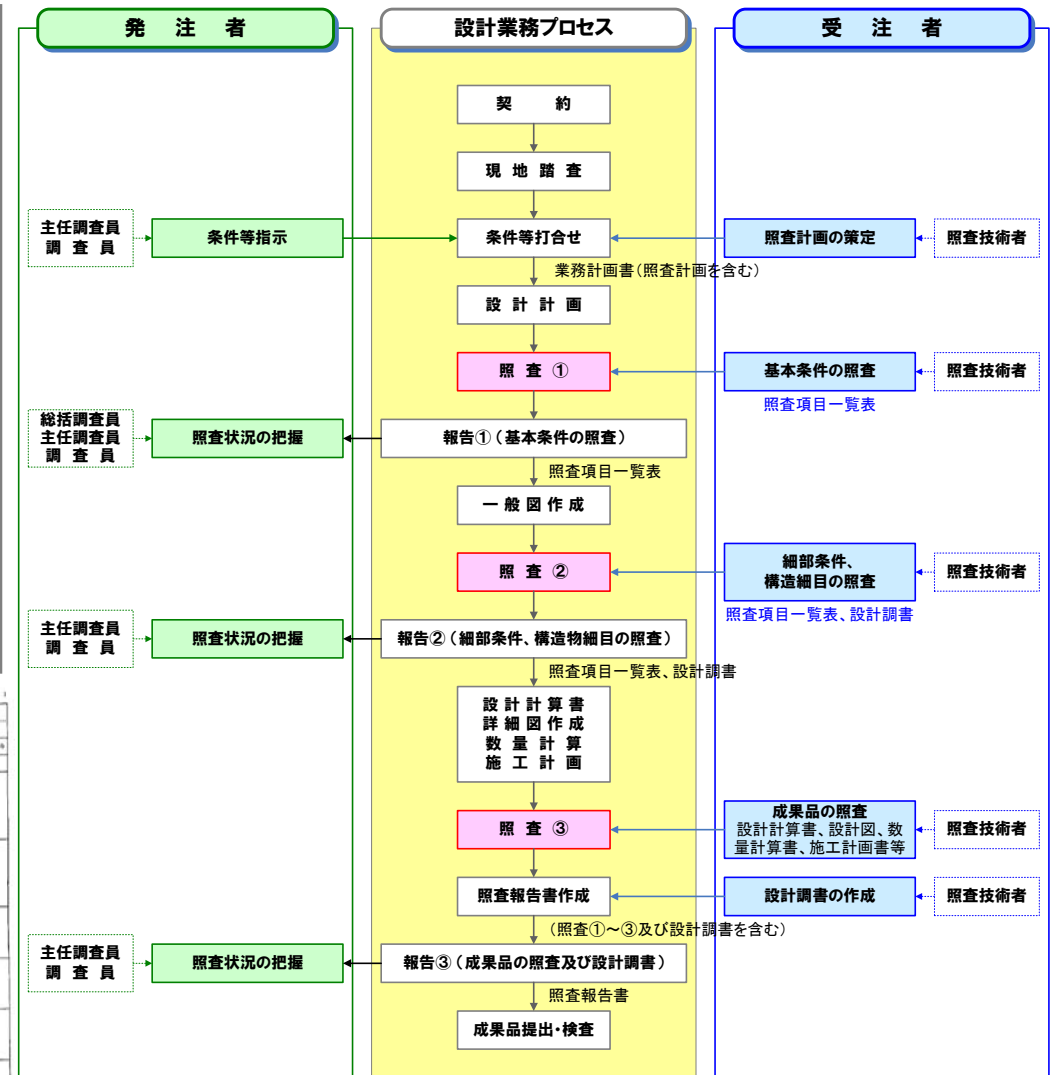 発 注 者
設計業務プロセス
受 注 者
契 約
現 地 踏 査
主任調査員
調 査 員
条件等指示
条件等打合せ
照査計画の策定
照査技術者
業務計画書(照査計画を含む)
設 計 計 画
照 査 ①
基本条件の照査
照査技術者
照査項目一覧表
総括調査員
主任調査員
調 査 員
照査状況の把握
報告①(基本条件の照査)
照査項目一覧表
一 般 図 作 成
照 査 ②
細部条件、
構造細目の照査
照査技術者
照査項目一覧表、設計調書
主任調査員
調 査 員
照査状況の把握
報告②(細部条件、構造物細目の照査)
照査項目一覧表、設計調書
設 計 計 算 書
詳 細 図 作 成
数 量 計 算
施 工 計 画
照 査 ③
成果品の照査
設計計算書、設計図、数
量計算書、施工計画書等
照査技術者
照査報告書作成
設計調書の作成
照査技術者
(照査①~③及び設計調書を含む)
主任調査員
調 査 員
照査状況の把握
報告③(成果品の照査及び設計調書)
照査報告書
成果品提出・検査